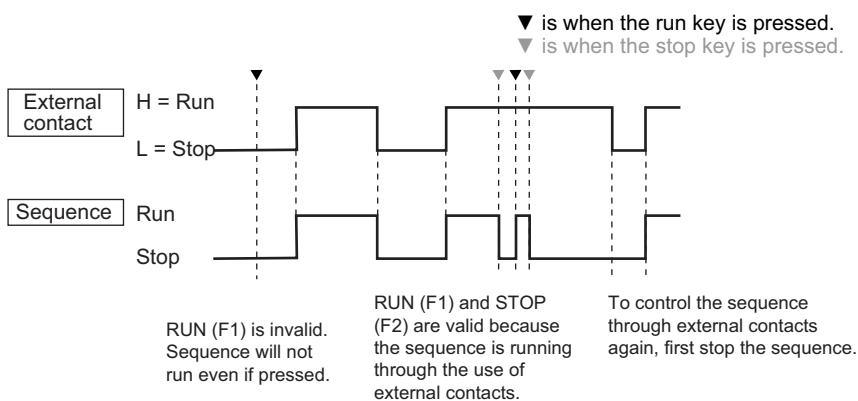 ▼ is when the run key is pressed.
▼ is when the stop key is pressed.
External contact
H = Run
L = Stop
Sequence
Run
Stop
RUN (F1) is invalid.
Sequence will not
run even if pressed.
RUN (F1) and STOP
(F2) are valid because
the sequence is running
through the use of
external contacts.
To control the sequence
through external contacts
again, first stop the sequence.